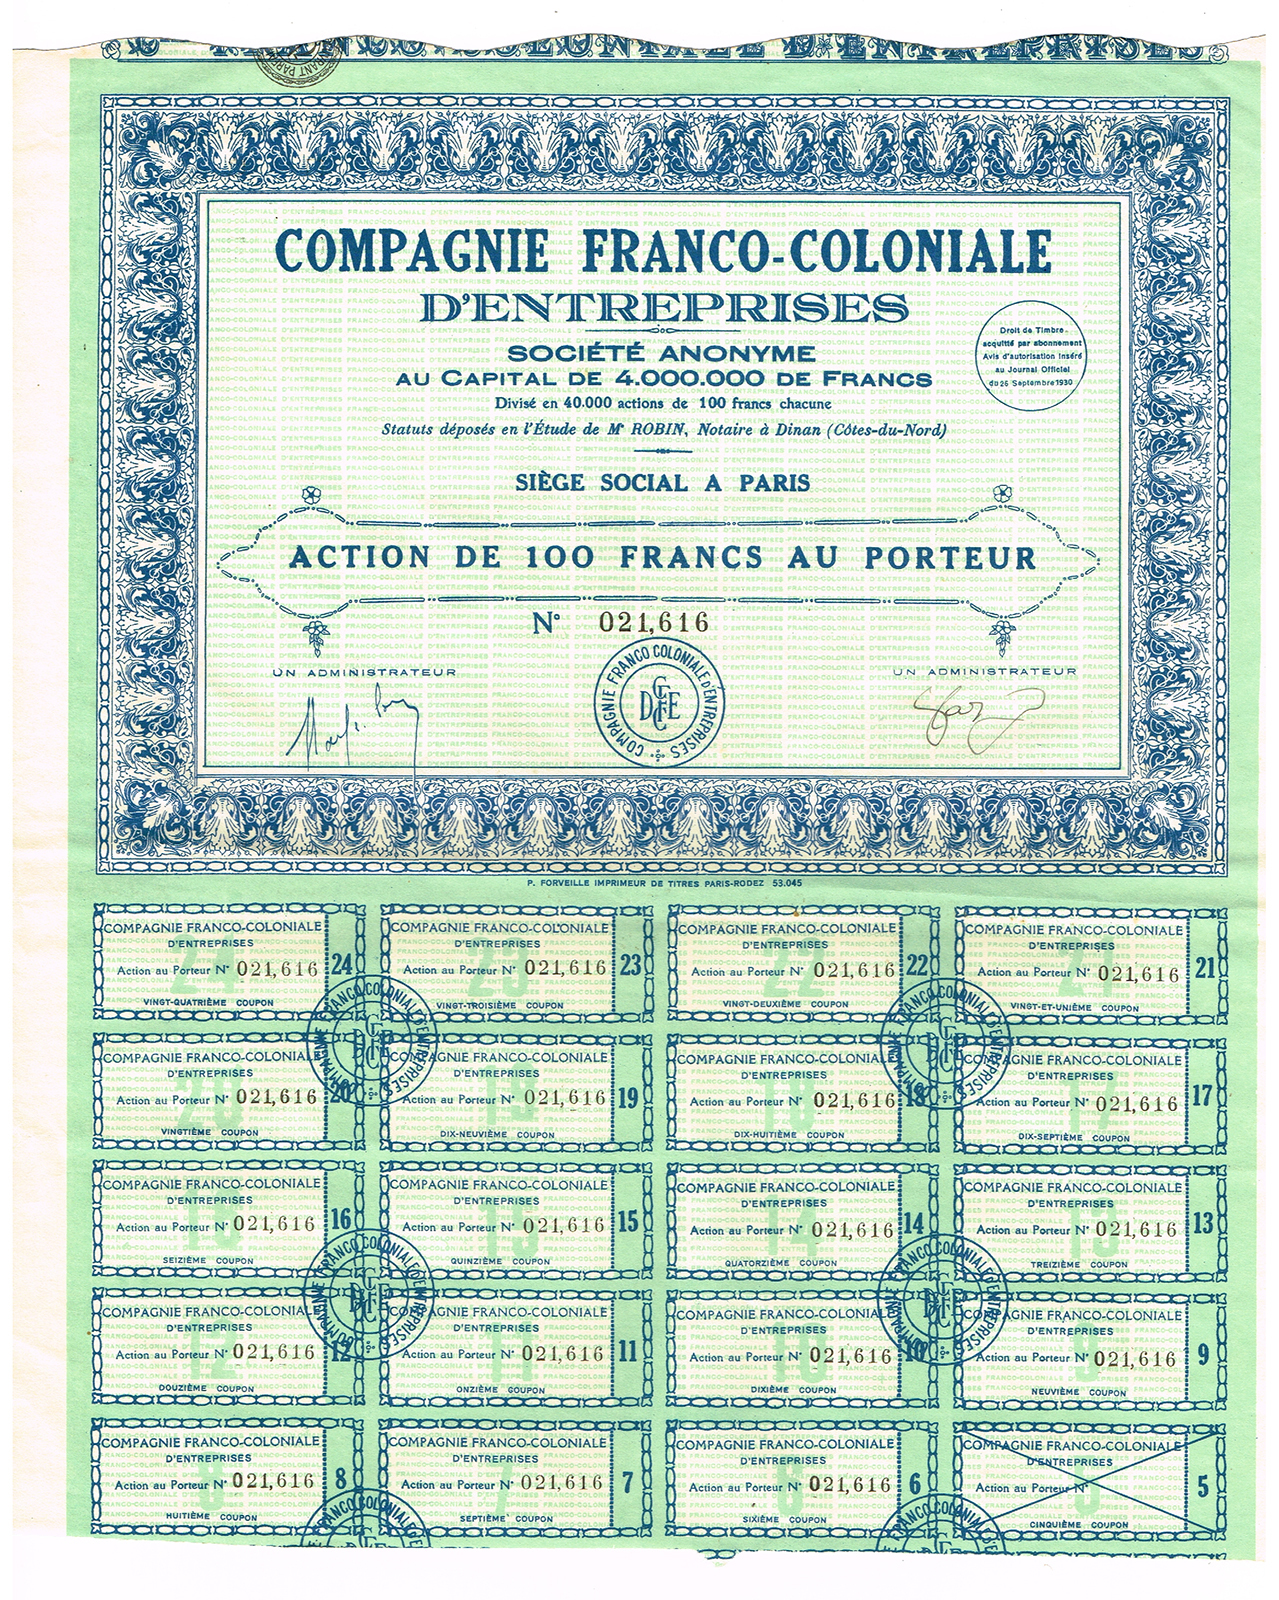 COMPAGNIE FRANCO-COLONIALE
D'ENTREPRISES
SOCIÉTÉ ANONYME
AU CAPITAL DE 4.000.000 DE FRANCS
Divisé en 40.000 actions de 100 francs chacune
Statuts déposés en l'Étude de Mᵉ ROBIN, Notaire à Dinan (Côtes-du-Nord)
Droit de Timbre
acquitté par abonnement
Avis d'autorisation inséré
au Journal Officiel
du 26 Septembre 1930
SIÈGE SOCIAL A PARIS
ACTION DE 100 FRANCS AU PORTEUR
N° 021,616
UN ADMINISTRATEUR
UN ADMINISTRATEUR
COMPAGNIE FRANCO COLONIALE D'ENTREPRISES
P. FORVEILLE IMPRIMEUR DE TITRES PARIS-RODEZ 53.045
COMPAGNIE FRANCO-COLONIALE
D'ENTREPRISES
Action au Porteur N° 021,616 24
VINGT-QUATRIÈME COUPON
COMPAGNIE FRANCO-COLONIALE
D'ENTREPRISES
Action au Porteur N° 021,616 23
VINGT-TROISIÈME COUPON
COMPAGNIE FRANCO-COLONIALE
D'ENTREPRISES
Action au Porteur N° 021,616 22
VINGT-DEUXIÈME COUPON
COMPAGNIE FRANCO-COLONIALE
D'ENTREPRISES
Action au Porteur N° 021,616 21
VINGT-ET-UNIÈME COUPON
COMPAGNIE FRANCO-COLONIALE
D'ENTREPRISES
Action au Porteur N° 021,616 20
VINGTIÈME COUPON
COMPAGNIE FRANCO-COLONIALE
D'ENTREPRISES
Action au Porteur N° 021,616 19
DIX-NEUVIÈME COUPON
COMPAGNIE FRANCO-COLONIALE
D'ENTREPRISES
Action au Porteur N° 021,616 18
DIX-HUITIÈME COUPON
COMPAGNIE FRANCO-COLONIALE
D'ENTREPRISES
Action au Porteur N° 021,616 17
DIX-SEPTIÈME COUPON
COMPAGNIE FRANCO-COLONIALE
D'ENTREPRISES
Action au Porteur N° 021,616 16
SEIZIÈME COUPON
COMPAGNIE FRANCO-COLONIALE
D'ENTREPRISES
Action au Porteur N° 021,616 15
QUINZIÈME COUPON
COMPAGNIE FRANCO-COLONIALE
D'ENTREPRISES
Action au Porteur N° 021,616 14
QUATORZIÈME COUPON
COMPAGNIE FRANCO-COLONIALE
D'ENTREPRISES
Action au Porteur N° 021,616 13
TREIZIÈME COUPON
COMPAGNIE FRANCO-COLONIALE
D'ENTREPRISES
Action au Porteur N° 021,616 12
DOUZIÈME COUPON
COMPAGNIE FRANCO-COLONIALE
D'ENTREPRISES
Action au Porteur N° 021,616 11
ONZIÈME COUPON
COMPAGNIE FRANCO-COLONIALE
D'ENTREPRISES
Action au Porteur N° 021,616 10
DIXIÈME COUPON
COMPAGNIE FRANCO-COLONIALE
D'ENTREPRISES
Action au Porteur N° 021,616 9
NEUVIÈME COUPON
COMPAGNIE FRANCO-COLONIALE
D'ENTREPRISES
Action au Porteur N° 021,616 8
HUITIÈME COUPON
COMPAGNIE FRANCO-COLONIALE
D'ENTREPRISES
Action au Porteur N° 021,616 7
SEPTIÈME COUPON
COMPAGNIE FRANCO-COLONIALE
D'ENTREPRISES
Action au Porteur N° 021,616 6
SIXIÈME COUPON
COMPAGNIE FRANCO-COLONIALE
D'ENTREPRISES
Action au Porteur N° 5
CINQUIÈME COUPON